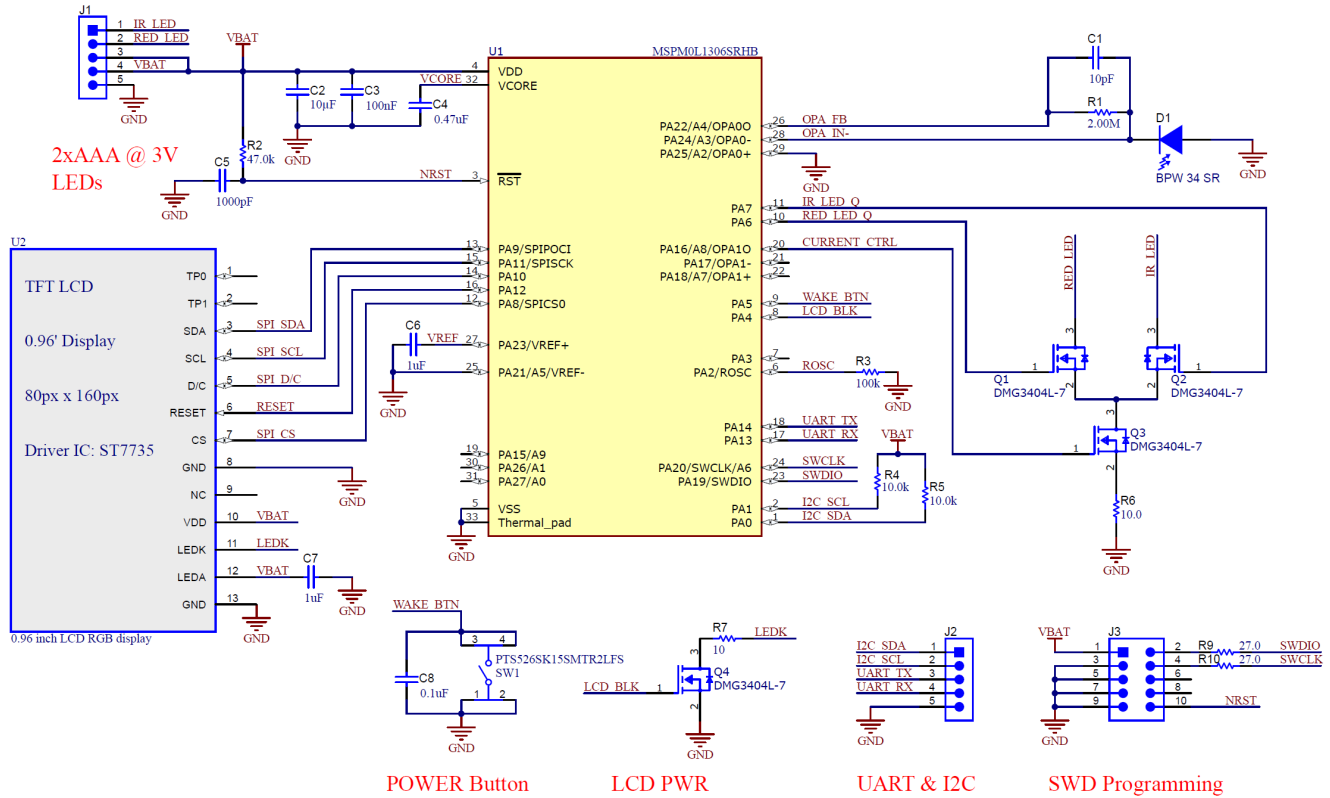 J1
1 IR_LED
2 RED_LED
3
4 VBAT
5
GND
VBAT
2xAAA @ 3V
LEDs
C2
10µF
C3
100nF
GND
VCORE
C4
0.47uF
R2
47.0k
C5
1000pF
GND
NRST
U1
MSPM0L1306SRHB
4 VDD
32 VCORE
3 RST
13 PA9/SPIPOCI
15 PA11/SPISCK
14 PA10
16 PA12
12 PA8/SPICS0
27 PA23/VREF+
25 PA21/A5/VREF-
19 PA15/A9
30 PA26/A1
31 PA27/A0
5 VSS
33 Thermal_pad
GND
C6
1uF
VREF
GND
PA22/A4/OPA0O 26 OPA_FB
PA24/A3/OPA0- 28 OPA_IN-
PA25/A2/OPA0+ 29
GND
PA7 11 IR_LED_Q
PA6 10 RED_LED_Q
PA16/A8/OPA1O 20 CURRENT_CTRL
PA17/OPA1- 21
PA18/A7/OPA1+ 22
PA5 9 WAKE_BTN
PA4 8 LCD_BLK
PA3 7
PA2/ROSC 6 ROSC
R3
100k
GND
PA14 18 UART_TX
PA13 17 UART_RX
PA20/SWCLK/A6 24 SWCLK
PA19/SWDIO 23 SWDIO
PA1 2 I2C_SCL
PA0 1 I2C_SDA
VBAT
R4
10.0k
R5
10.0k
C1
10pF
R1
2.00M
D1
BPW 34 SR
GND
RED_LED
IR_LED
3
1
2
Q1
DMG3404L-7
3
1
2
Q2
DMG3404L-7
3
1
2
Q3
DMG3404L-7
R6
10.0
GND
U2
TFT LCD
0.96' Display
80px x 160px
Driver IC: ST7735
TP0 1
TP1 2
SDA 3 SPI_SDA
SCL 4 SPI_SCL
D/C 5 SPI_D/C
RESET 6 RESET
CS 7 SPI_CS
GND 8
GND
NC 9
VDD 10 VBAT
LEDK 11 LEDK
LEDA 12 VBAT
C7
1uF
GND
GND 13
GND
0.96 inch LCD RGB display
WAKE_BTN
3 4
PTS526SK15SMTR2LFS
SW1
1 2
C8
0.1uF
GND
POWER Button
R7
10
LEDK
3
Q4
DMG3404L-7
LCD_BLK 1
2
GND
LCD PWR
J2
I2C_SDA 1
I2C_SCL 2
UART_TX 3
UART_RX 4
5
GND
UART & I2C
VBAT
J3
1 2 R9 27.0 SWDIO
3 4 R10 27.0 SWCLK
5 6
7 8
9 10 NRST
GND
SWD Programming